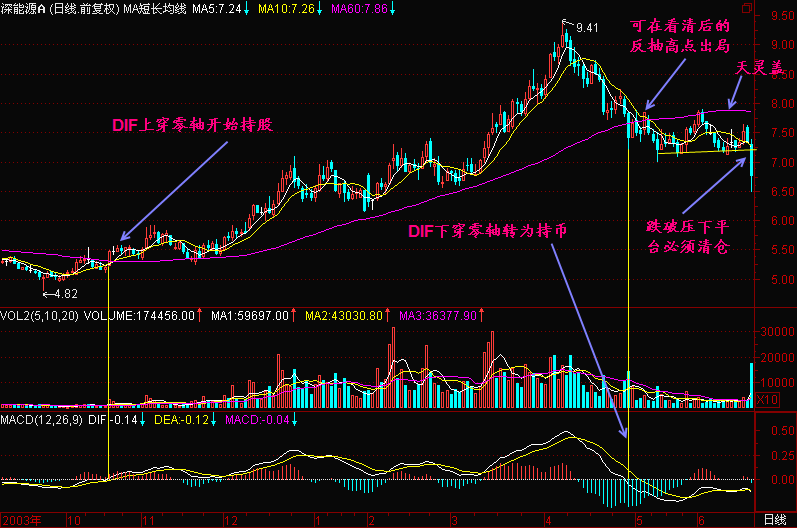 深能源A (日线.前复权) MA短长均线 MA5:7.24↓ MA10:7.26↓ MA60:7.86↓
9.50
9.41
可在看清后的
反抽高点出局
9.00
8.50
天灵盖
8.00
DIF上穿零轴开始持股
7.50
7.00
6.50
跌破压下平
台必须清仓
DIF下穿零轴转为持币
6.00
5.50
5.00
4.82
VOL2(5,10,20) VOLUME:174456.00↑ MA1:59697.00↑ MA2:43030.80↑ MA3:36377.90↑
30000
20000
10000
X10
MACD(12,26,9) DIF:-0.14↓ DEA:-0.12↓ MACD:-0.04↓
0.50
0.25
0.00
2003年 10 11 12 1 2 3 4 5 6 日线